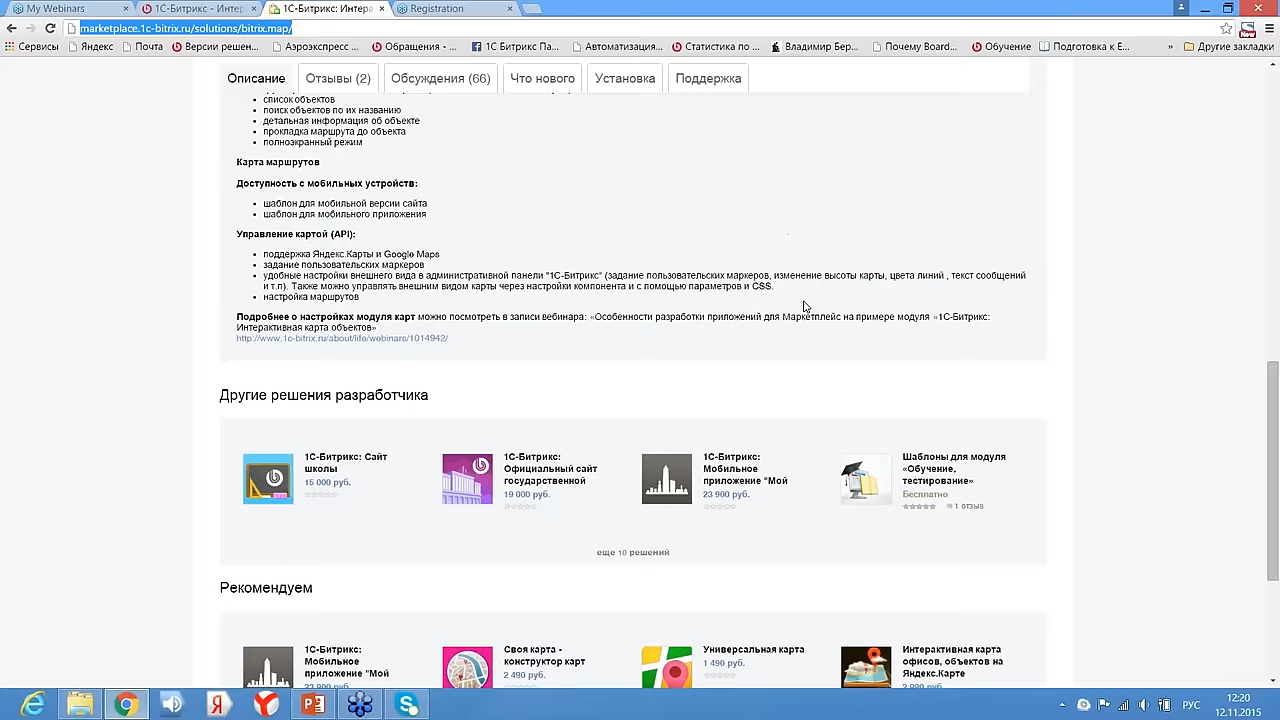 My Webinars
1С-Битрикс - Инте
1С-Битрикс: Интера
Registration
marketplace.1c-bitrix.ru/solutions/bitrix.map/
Сервисы
Яндекс
Почта
Версии решен...
Аэроэкспресс ...
Обращения - ...
1С Битрикс Па...
Автоматизация...
Статистика по ...
Владимир Бер...
Почему Board...
Обучение
Подготовка к Е...
»
Другие закладки
Описание
Отзывы (2)
Обсуждения (66)
Что нового
Установка
Поддержка
список объектов
поиск объектов по их названию
детальная информация об объекте
прокладка маршрута до объекта
полноэкранный режим
Карта маршрутов
Доступность с мобильных устройств:
шаблон для мобильной версии сайта
шаблон для мобильного приложения
Управление картой (API):
поддержка Яндекс.Карты и Google Maps
задание пользовательских маркеров
удобные настройки внешнего вида в административной панели "1С-Битрикс" (задание пользовательских маркеров, изменение высоты карты, цвета линий , текст сообщений
и т.п). Также можно управлять внешним видом карты через настройки компонента и с помощью параметров и CSS.
настройка маршрутов
Подробнее о настройках модуля карт можно посмотреть в записи вебинара: «Особенности разработки приложений для Маркетплейс на примере модуля «1С-Битрикс:
Интерактивная карта объектов»
http://www.1c-bitrix.ru/about/life/webinars/1014942/
Другие решения разработчика
1С-Битрикс: Сайт
школы
15 000 руб.
1С-Битрикс:
Официальный сайт
государственной
19 000 руб.
1С-Битрикс:
Мобильное
приложение "Мой
23 900 руб.
Шаблоны для модуля
«Обучение,
тестирование»
Бесплатно
1 отзыв
еще 10 решений
Рекомендуем
1С-Битрикс:
Мобильное
приложение "Мой
23 900 руб.
Своя карта -
конструктор карт
2 490 руб.
Универсальная карта
1 490 руб.
Интерактивная карта
офисов, объектов на
Яндекс.Карте
2 990 руб.
РУС
12:20
12.11.2015